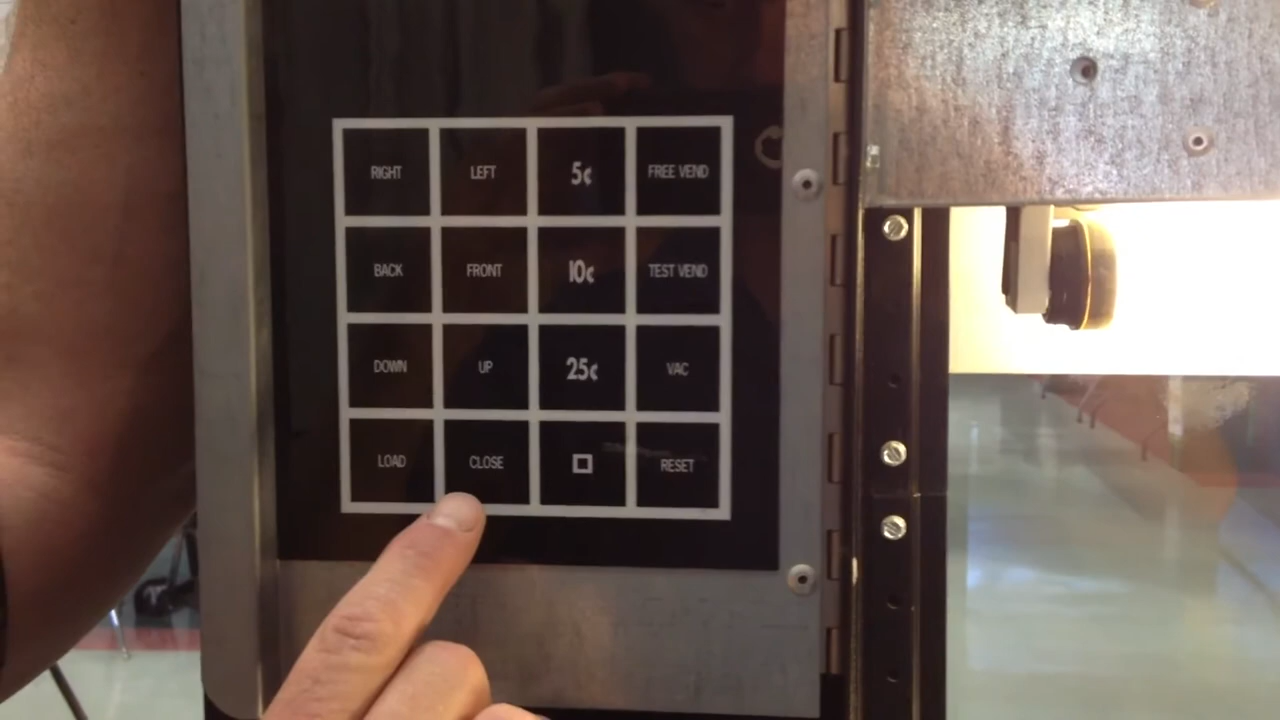 RIGHT LEFT 5¢ FREE VEND
BACK FRONT 10¢ TEST VEND
DOWN UP 25¢ VAC
LOAD CLOSE RESET